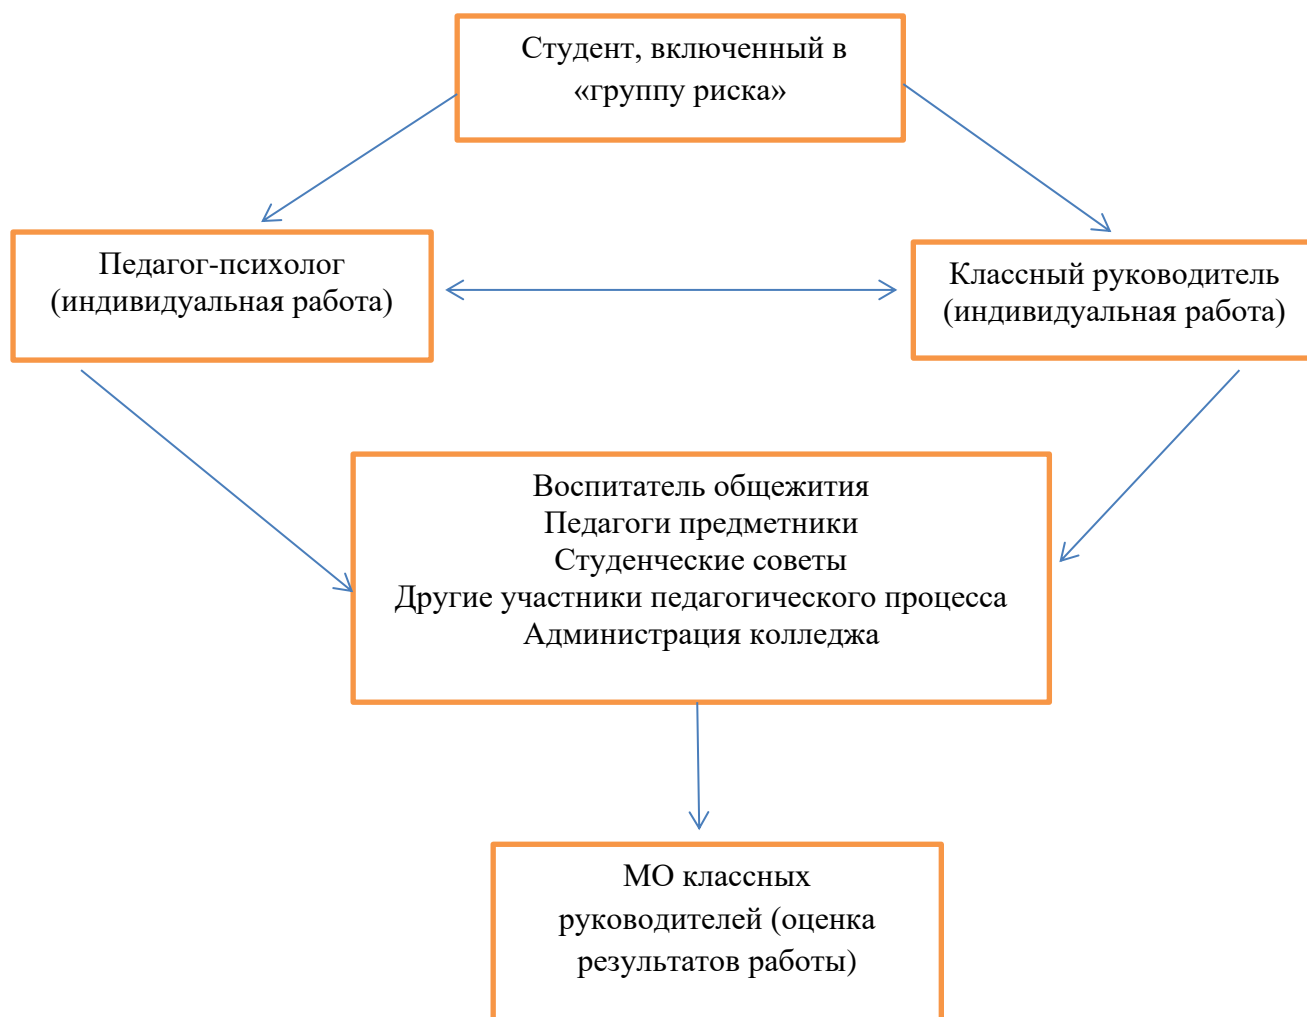 Студент, включенный в
«группу риска»
Педагог-психолог
(индивидуальная работа)
Классный руководитель
(индивидуальная работа)
Воспитатель общежития
Педагоги предметники
Студенческие советы
Другие участники педагогического процесса
Администрация колледжа
МО классных
руководителей (оценка
результатов работы)